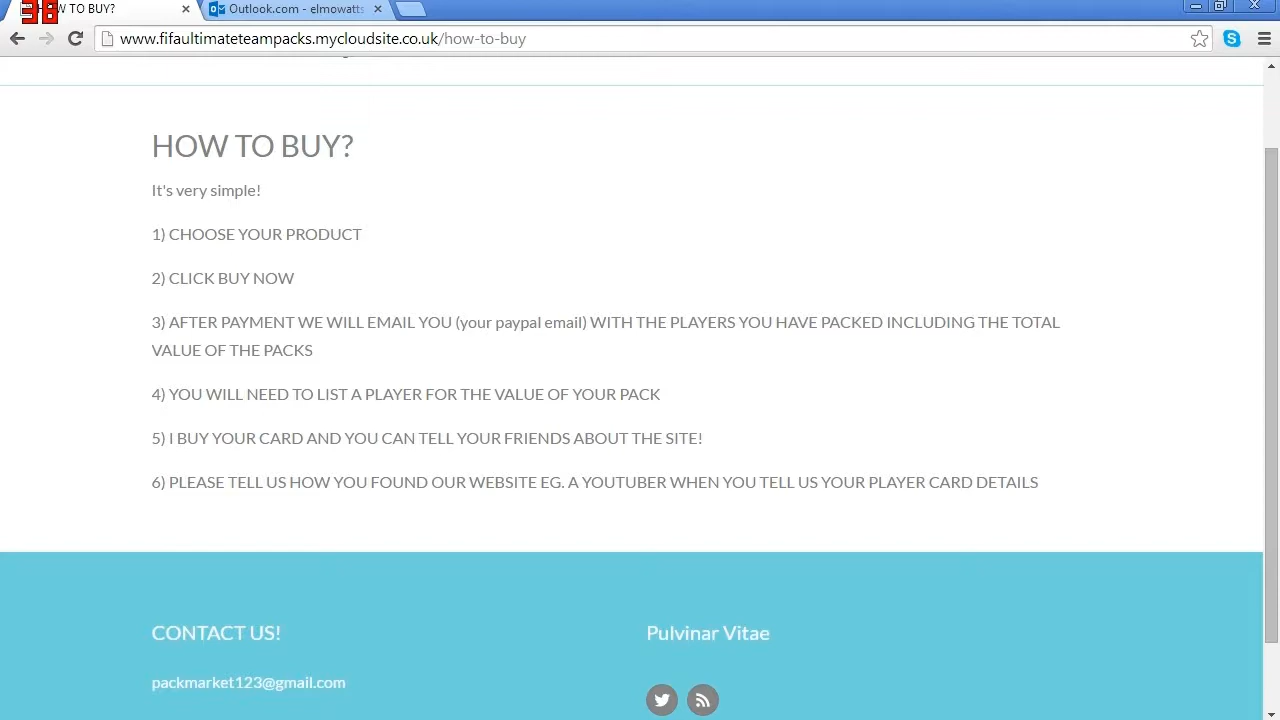 38
HOW TO BUY?
Outlook.com - elmowatts
www.fifaultimateteampacks.mycloudsite.co.uk/how-to-buy
HOW TO BUY?
It's very simple!
1) CHOOSE YOUR PRODUCT
2) CLICK BUY NOW
3) AFTER PAYMENT WE WILL EMAIL YOU (your paypal email) WITH THE PLAYERS YOU HAVE PACKED INCLUDING THE TOTAL
VALUE OF THE PACKS
4) YOU WILL NEED TO LIST A PLAYER FOR THE VALUE OF YOUR PACK
5) I BUY YOUR CARD AND YOU CAN TELL YOUR FRIENDS ABOUT THE SITE!
6) PLEASE TELL US HOW YOU FOUND OUR WEBSITE EG. A YOUTUBER WHEN YOU TELL US YOUR PLAYER CARD DETAILS
CONTACT US!
Pulvinar Vitae
packmarket123@gmail.com